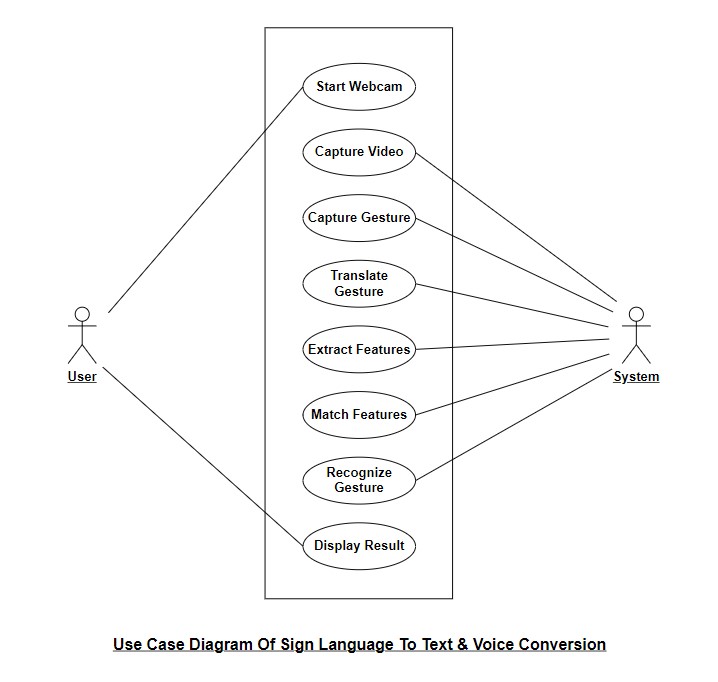 Start Webcam
Capture Video
Capture Gesture
Translate
Gesture
Extract Features
Match Features
Recognize
Gesture
Display Result
User
System
Use Case Diagram Of Sign Language To Text & Voice Conversion